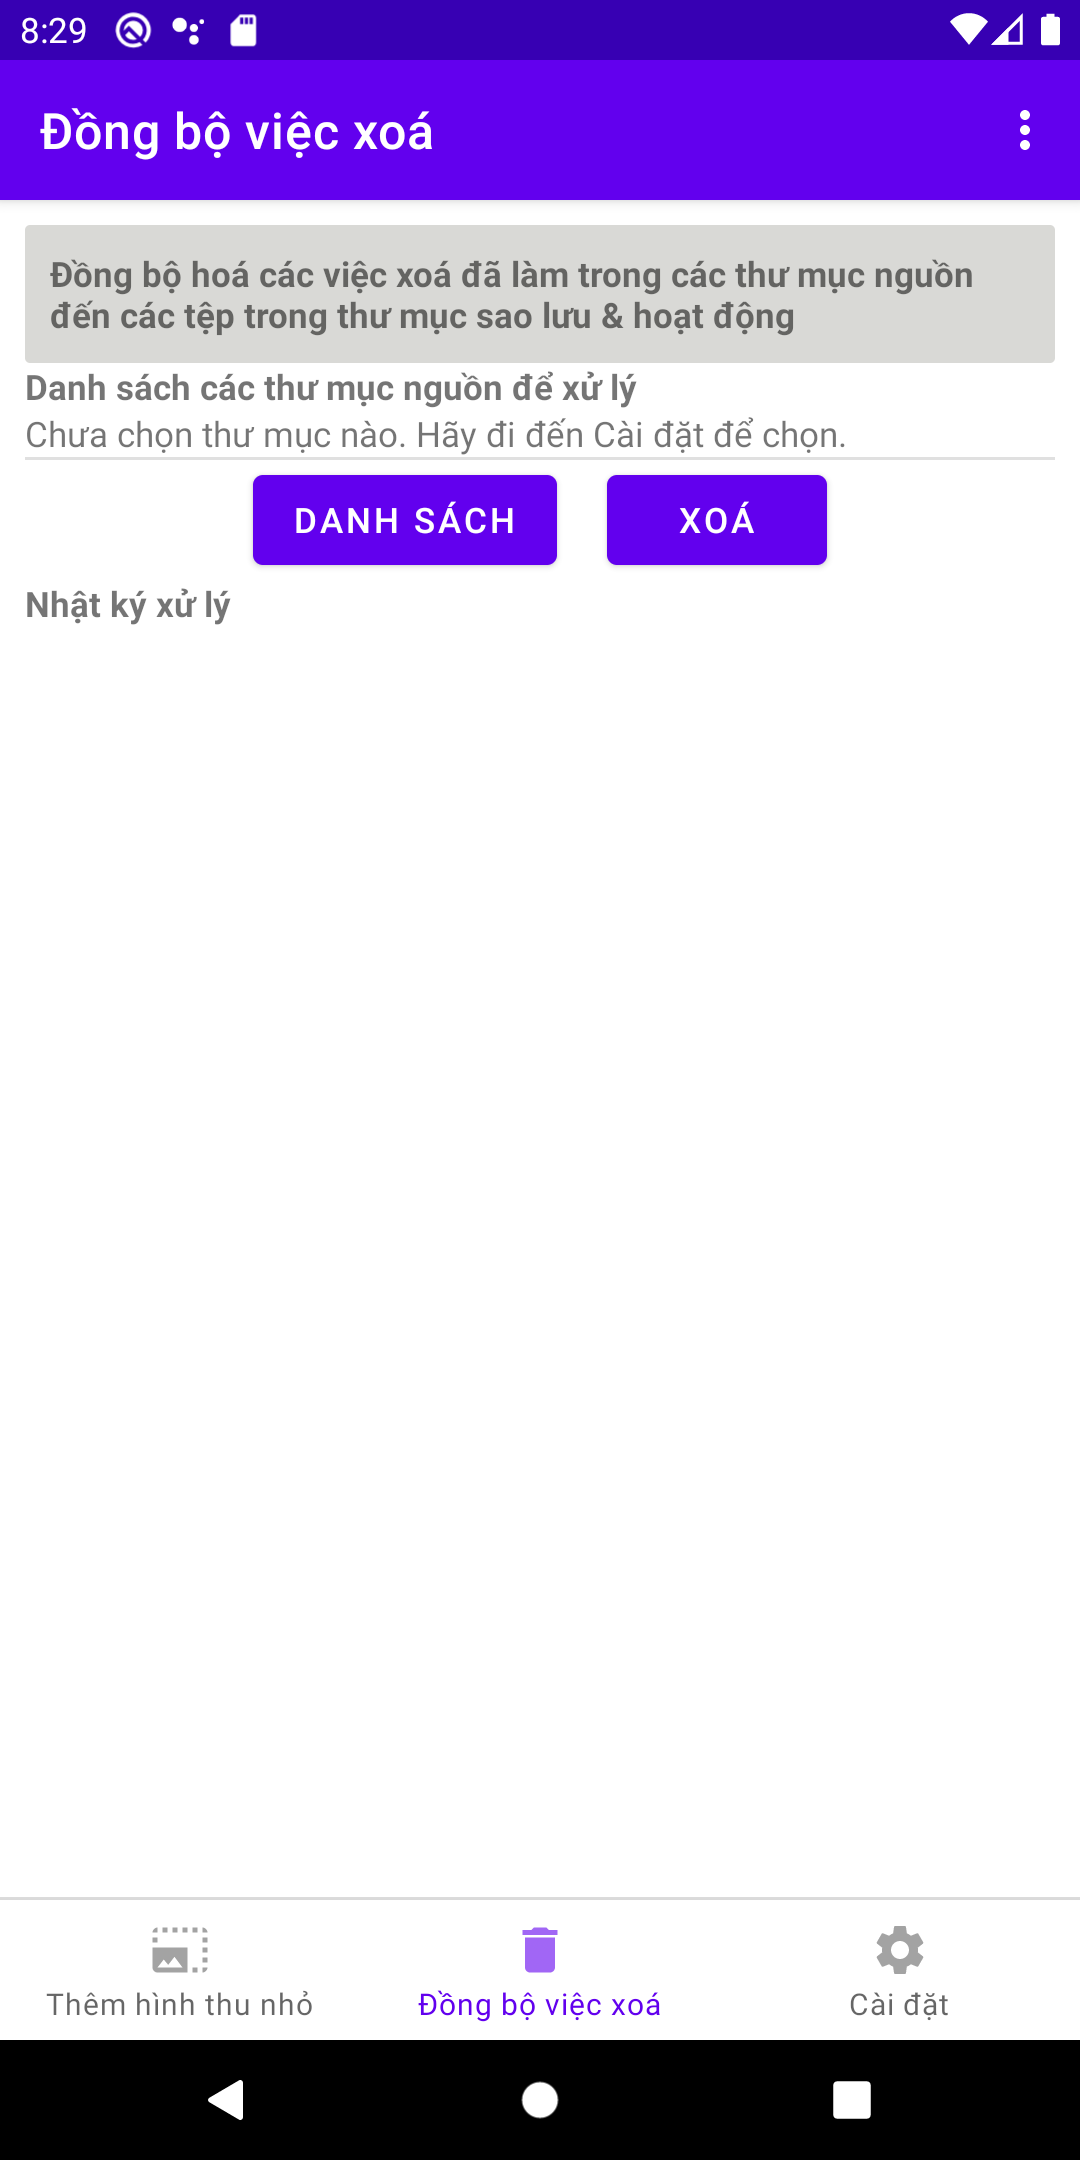 8:29
Đồng bộ việc xoá
Đồng bộ hoá các việc xoá đã làm trong các thư mục nguồn
đến các tệp trong thư mục sao lưu & hoạt động
Danh sách các thư mục nguồn để xử lý
Chưa chọn thư mục nào. Hãy đi đến Cài đặt để chọn.
DANH SÁCH
XOÁ
Nhật ký xử lý
Thêm hình thu nhỏ
Đồng bộ việc xoá
Cài đặt